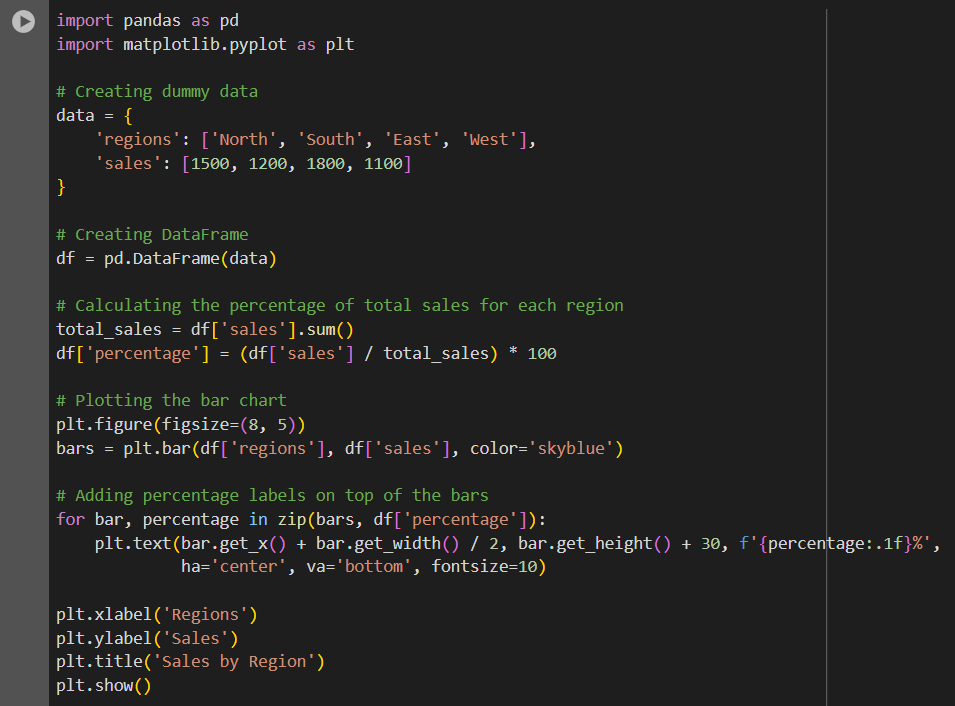 import pandas as pd
import matplotlib.pyplot as plt

# Creating dummy data
data = {
    'regions': ['North', 'South', 'East', 'West'],
    'sales': [1500, 1200, 1800, 1100]
}

# Creating DataFrame
df = pd.DataFrame(data)

# Calculating the percentage of total sales for each region
total_sales = df['sales'].sum()
df['percentage'] = (df['sales'] / total_sales) * 100

# Plotting the bar chart
plt.figure(figsize=(8, 5))
bars = plt.bar(df['regions'], df['sales'], color='skyblue')

# Adding percentage labels on top of the bars
for bar, percentage in zip(bars, df['percentage']):
    plt.text(bar.get_x() + bar.get_width() / 2, bar.get_height() + 30, f'{percentage:.1f}%',
             ha='center', va='bottom', fontsize=10)

plt.xlabel('Regions')
plt.ylabel('Sales')
plt.title('Sales by Region')
plt.show()